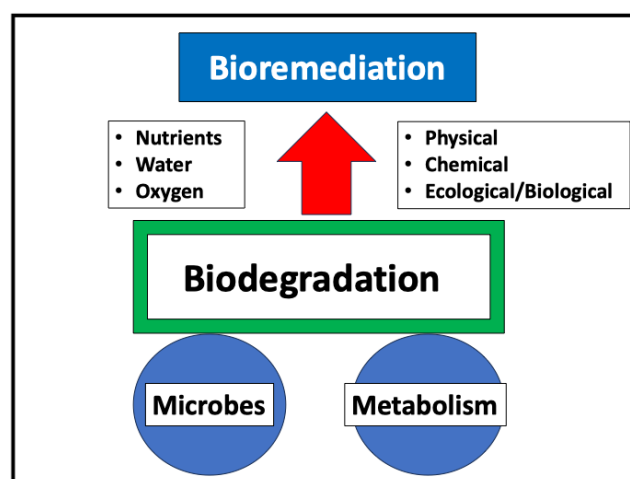 Bioremediation
• Nutrients
• Water
• Oxygen
• Physical
• Chemical
• Ecological/Biological
Biodegradation
Microbes
Metabolism